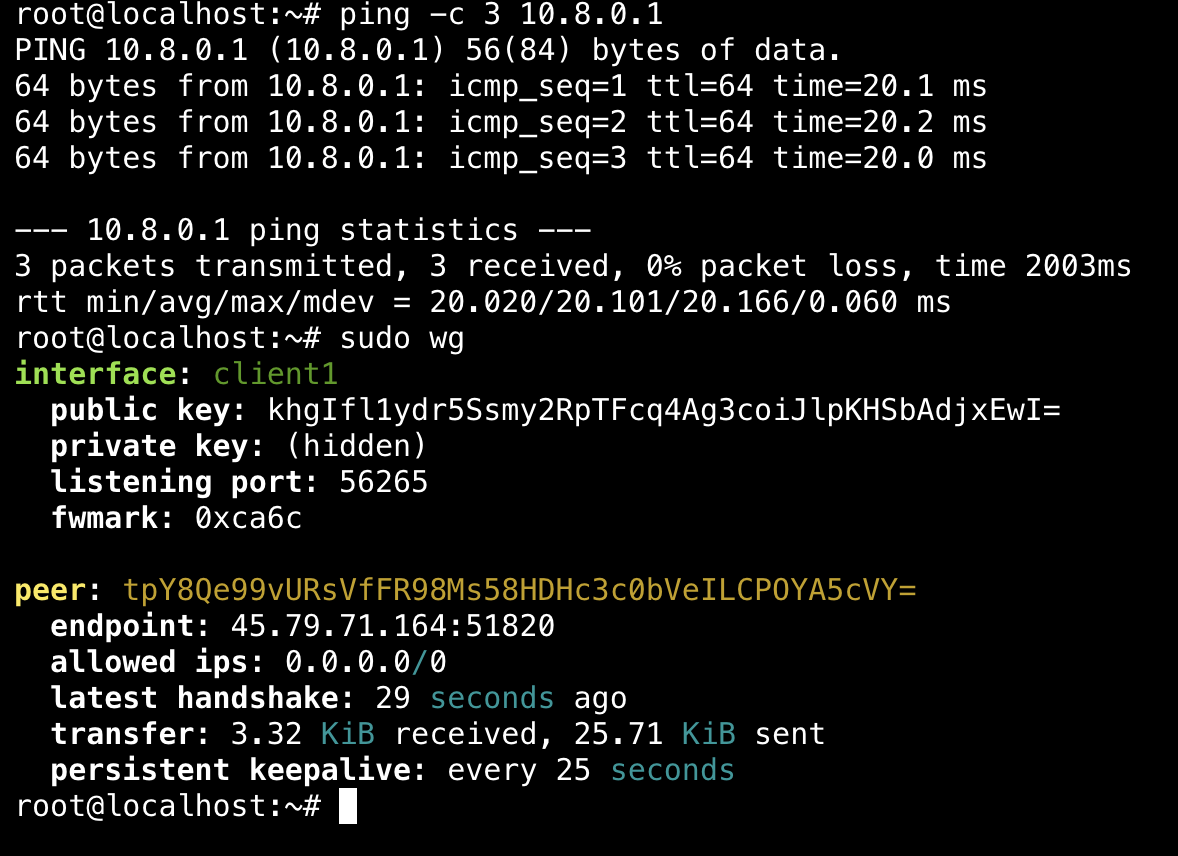 root@localhost:~# ping -c 3 10.8.0.1
PING 10.8.0.1 (10.8.0.1) 56(84) bytes of data.
64 bytes from 10.8.0.1: icmp_seq=1 ttl=64 time=20.1 ms
64 bytes from 10.8.0.1: icmp_seq=2 ttl=64 time=20.2 ms
64 bytes from 10.8.0.1: icmp_seq=3 ttl=64 time=20.0 ms

--- 10.8.0.1 ping statistics ---
3 packets transmitted, 3 received, 0% packet loss, time 2003ms
rtt min/avg/max/mdev = 20.020/20.101/20.166/0.060 ms
root@localhost:~# sudo wg
interface: client1
  public key: khgIfl1ydr5Ssmy2RpTFcq4Ag3coiJlpKHSbAdjxEwI=
  private key: (hidden)
  listening port: 56265
  fwmark: 0xca6c

peer: tpY8Qe99vURsVfFR98Ms58HDHc3c0bVeILCPOYA5cVY=
  endpoint: 45.79.71.164:51820
  allowed ips: 0.0.0.0/0
  latest handshake: 29 seconds ago
  transfer: 3.32 KiB received, 25.71 KiB sent
  persistent keepalive: every 25 seconds
root@localhost:~#